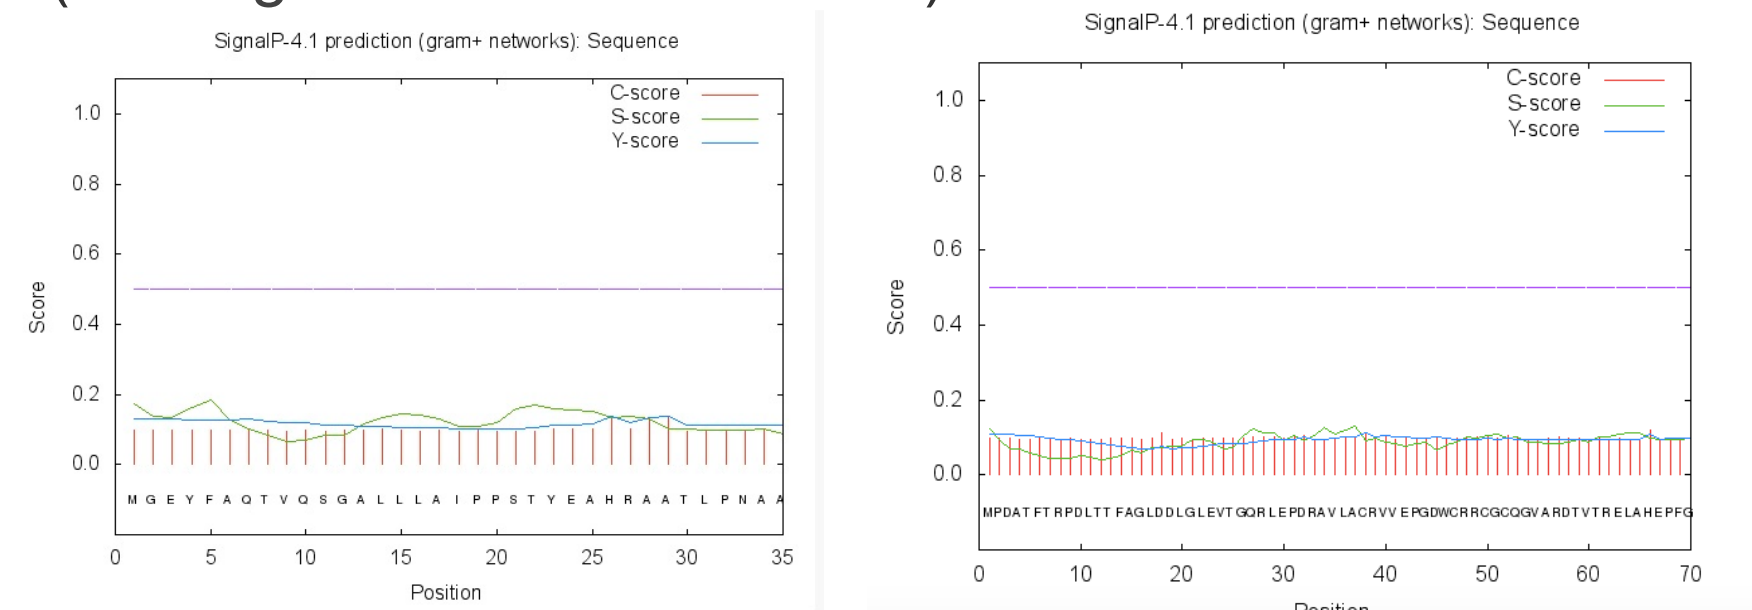 SignalP-4.1 prediction (gram+ networks): Sequence
C-score
S-score
Y-score
1.0
0.8
0.6
0.4
0.2
0.0
Score
M G E Y F A Q T V Q S G A L L L A I P P S T Y E A H R A A T L P N A A
0 5 10 15 20 25 30 35
Position
SignalP-4.1 prediction (gram+ networks): Sequence
C-score
S-score
Y-score
1.0
0.8
0.6
0.4
0.2
0.0
Score
MPDATFTRPDLTTFAGLDDLGLEVTGQRLEPDRAVLACRVVEPGDWCRRCGCQGVARDTVTRELAHEPFG
0 10 20 30 40 50 60 70
Position